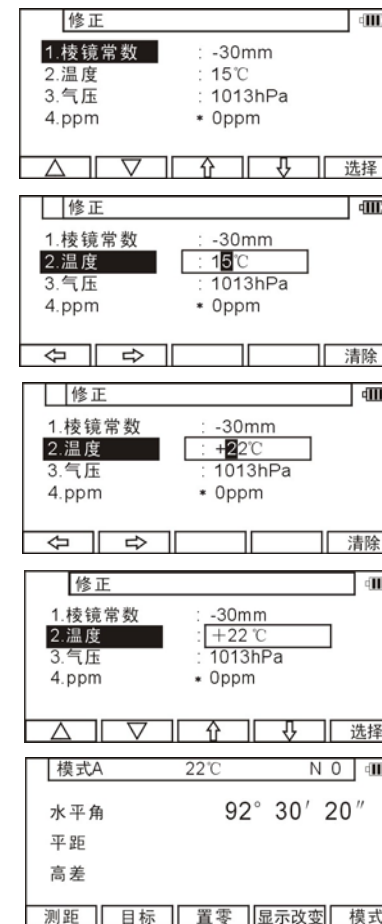 修正
1.棱镜常数 : -30mm
2.温度 : 15℃
3.气压 : 1013hPa
4.ppm * 0ppm
△ ▽ ⇧ ⇩ 选择
修正
1.棱镜常数 : -30mm
2.温度 : 15℃
3.气压 : 1013hPa
4.ppm * 0ppm
⇦ ⇨ 清除
修正
1.棱镜常数 : -30mm
2.温度 : +22℃
3.气压 : 1013hPa
4.ppm * 0ppm
⇦ ⇨ 清除
修正
1.棱镜常数 : -30mm
2.温度 : +22 ℃
3.气压 : 1013hPa
4.ppm * 0ppm
△ ▽ ⇧ ⇩ 选择
模式A 22℃ N 0
水平角 92° 30′ 20″
平距
高差
测距 目标 置零 显示改变 模式